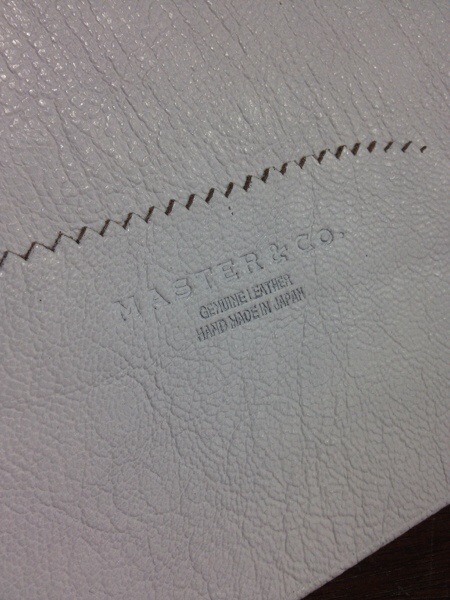 MASTER & Co.
GENUINE LEATHER
HAND MADE IN JAPAN